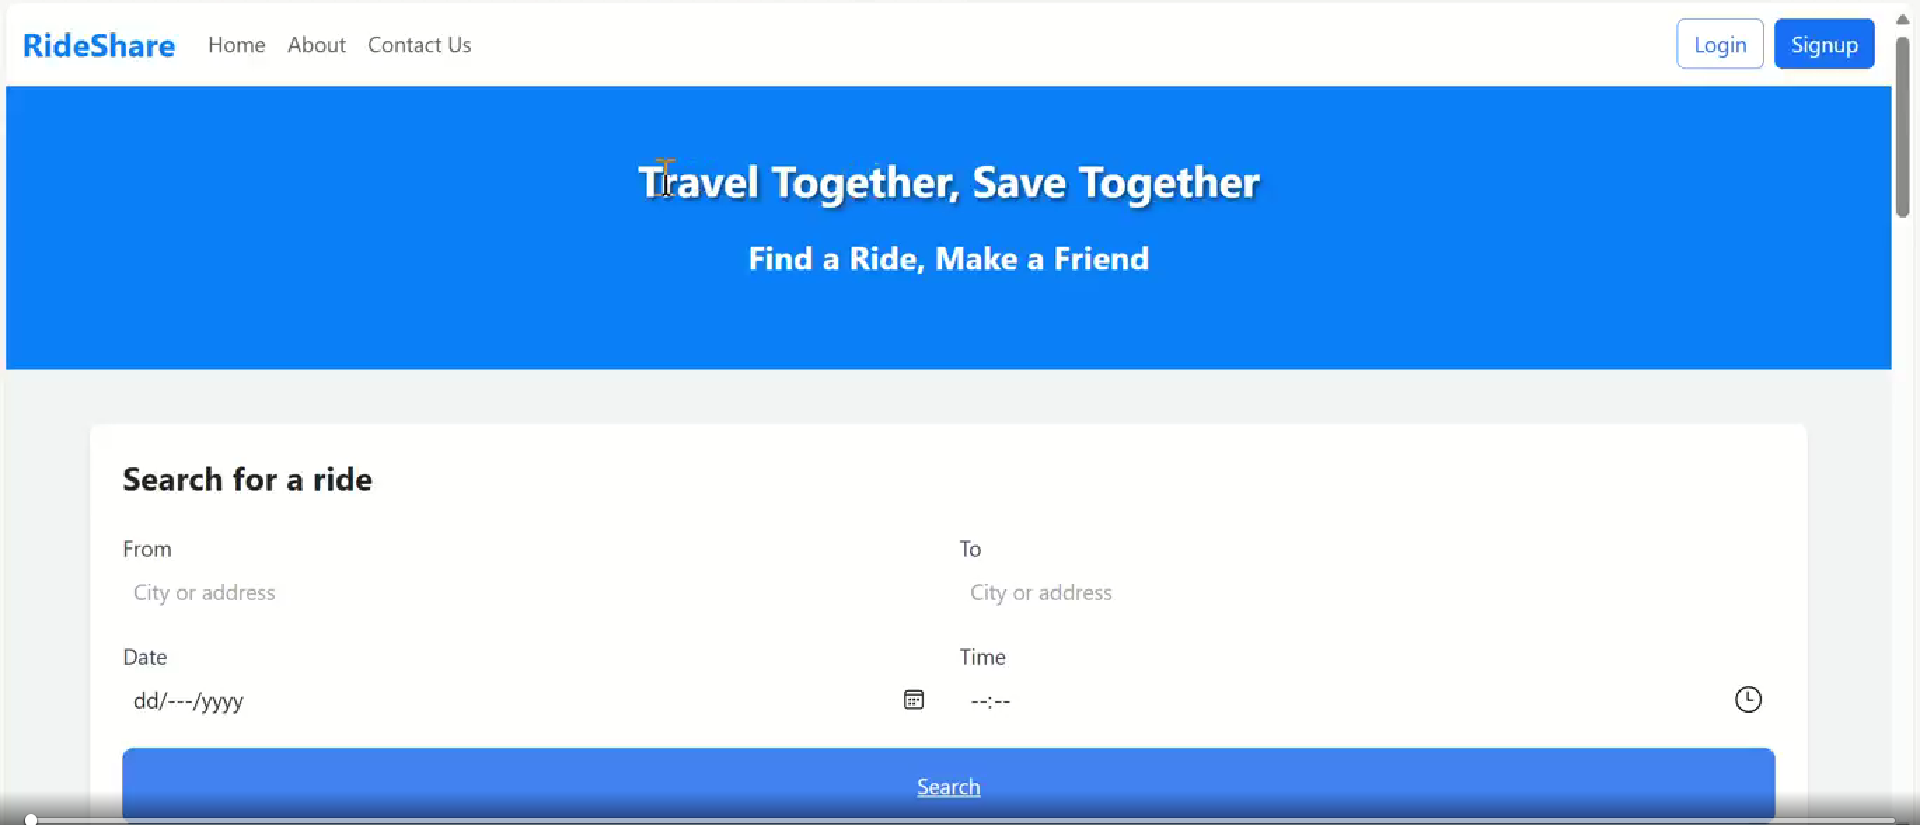 RideShare Home About Contact Us Login Signup
Travel Together, Save Together
Find a Ride, Make a Friend
Search for a ride
From To
City or address City or address
Date Time
dd/---/yyyy --:--
Search